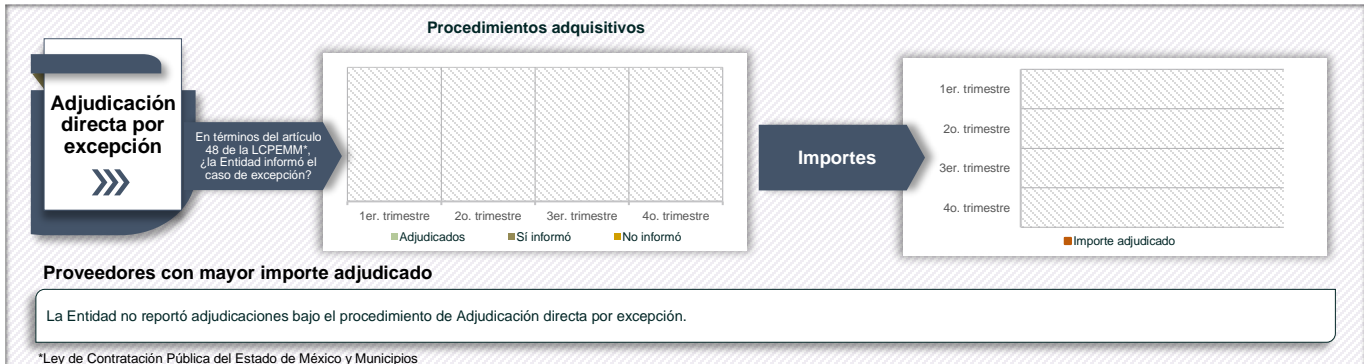 Procedimientos adquisitivos
Adjudicación
directa por
excepción
En términos del artículo
48 de la LCPEMM*,
¿la Entidad informó el
caso de excepción?
1er. trimestre
2o. trimestre
3er. trimestre
4o. trimestre
Adjudicados
Sí informó
No informó
Importes
1er. trimestre
2o. trimestre
3er. trimestre
4o. trimestre
Importe adjudicado
Proveedores con mayor importe adjudicado
La Entidad no reportó adjudicaciones bajo el procedimiento de Adjudicación directa por excepción.
*Ley de Contratación Pública del Estado de México y Municipios